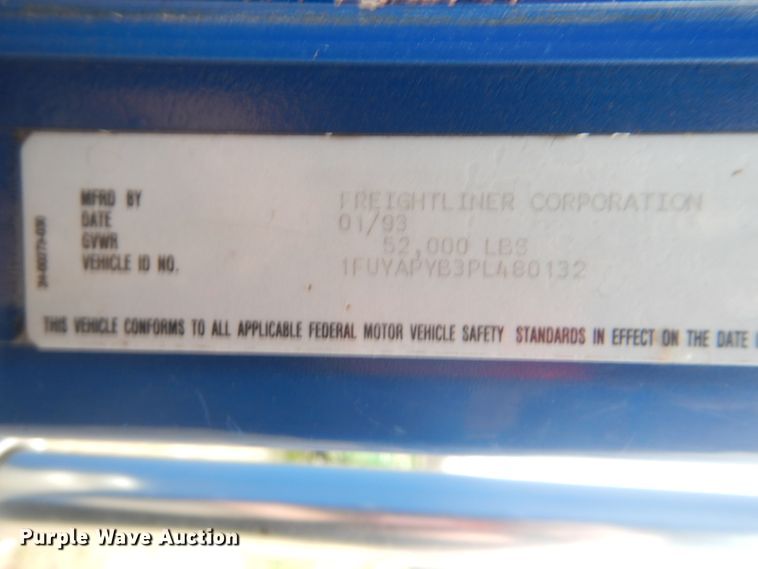 MFRD BY FREIGHTLINER CORPORATION
DATE 01/93
GVWR 52,000 LBS
VEHICLE ID NO. 1FUYAPYB3PL480132
THIS VEHICLE CONFORMS TO ALL APPLICABLE FEDERAL MOTOR VEHICLE SAFETY STANDARDS IN EFFECT ON THE DATE
Purple Wave Auction